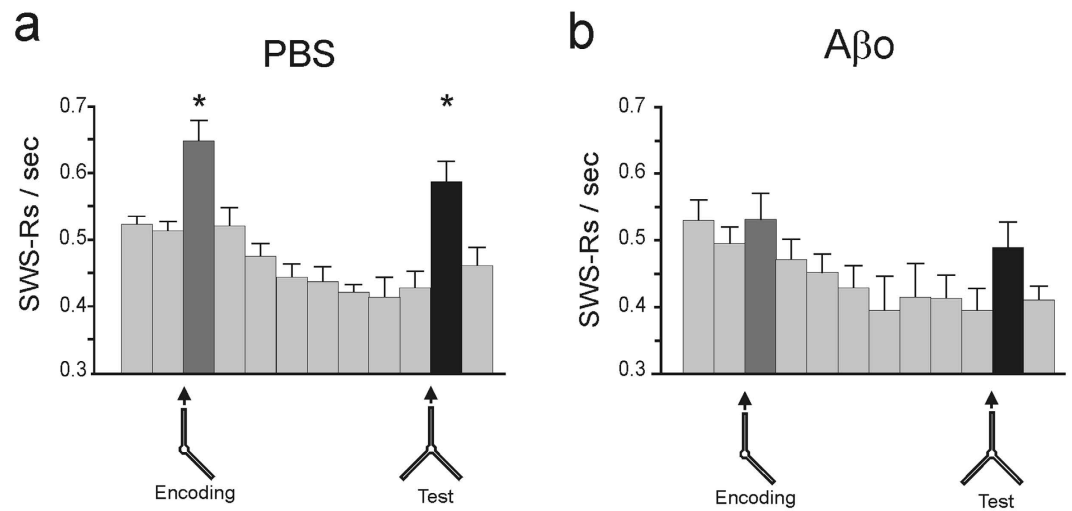 a
PBS
SWS-Rs / sec
0.7
0.6
0.5
0.4
0.3
*
*
Encoding
Test
b
Aβo
SWS-Rs / sec
0.7
0.6
0.5
0.4
0.3
Encoding
Test